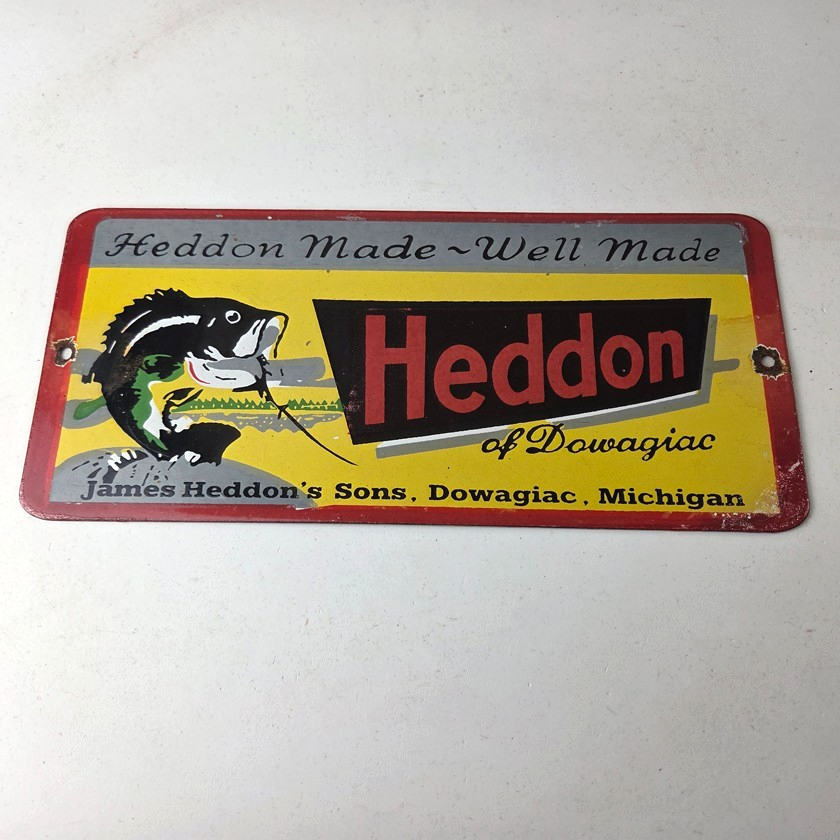 Heddon Made ~ Well Made
Heddon
of Dowagiac
James Heddon's Sons, Dowagiac, Michigan